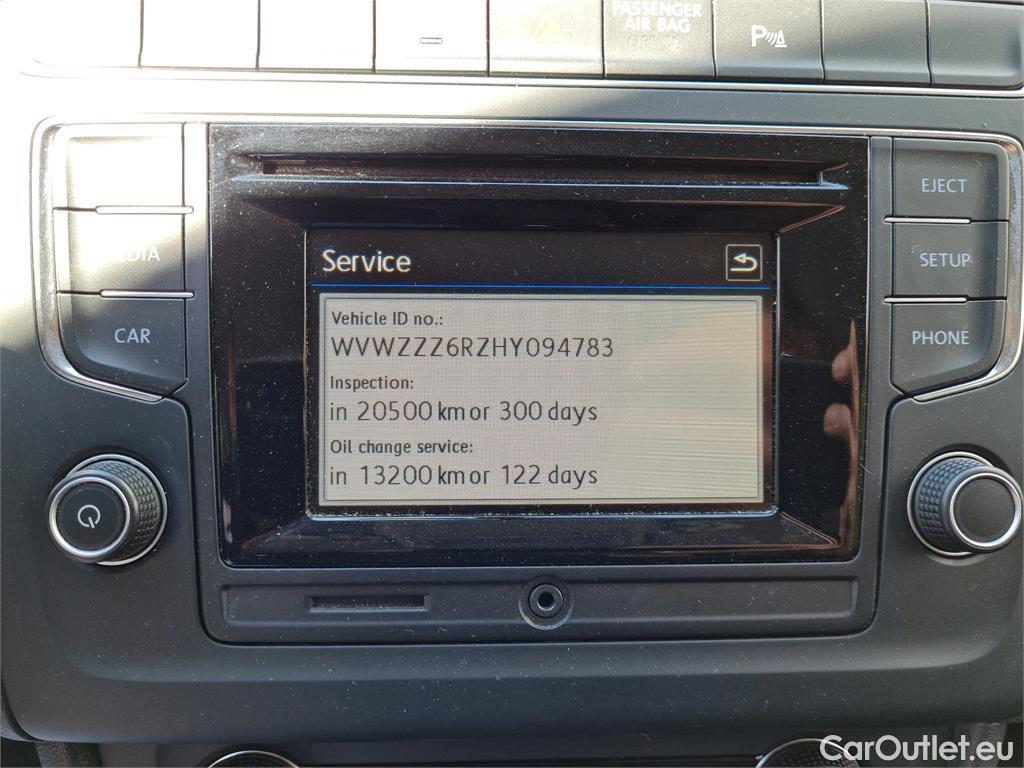 PASSENGER
AIR BAG
OFF
P
EJECT
MEDIA
SETUP
CAR
PHONE
Service
Vehicle ID no.:
WVWZZZ6RZHY094783
Inspection:
in 20500 km or 300 days
Oil change service:
in 13200 km or 122 days
CarOutlet.eu